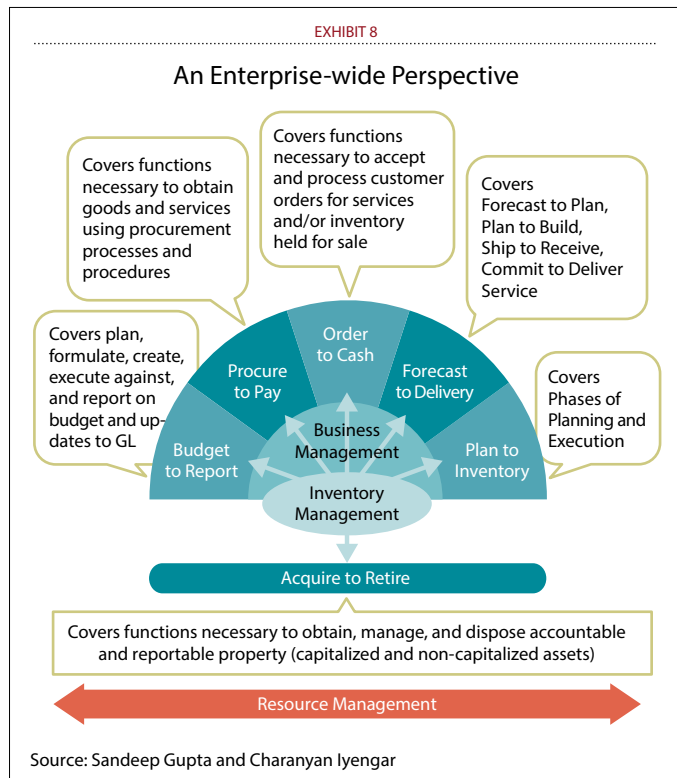 EXHIBIT 8
An Enterprise-wide Perspective
Covers functions
necessary to accept
and process customer
orders for services
and/or inventory
held for sale
Covers functions
necessary to obtain
goods and services
using procurement
processes and
procedures
Covers
Forecast to Plan,
Plan to Build,
Ship to Receive,
Commit to Deliver
Service
Covers plan,
formulate, create,
execute against,
and report on
budget and up-
dates to GL
Covers
Phases of
Planning and
Execution
Order
to Cash
Procure
to Pay
Forecast
to Delivery
Budget
to Report
Business
Management
Plan to
Inventory
Inventory
Management
Acquire to Retire
Covers functions necessary to obtain, manage, and dispose accountable
and reportable property (capitalized and non-capitalized assets)
Resource Management
Source: Sandeep Gupta and Charanyan Iyengar